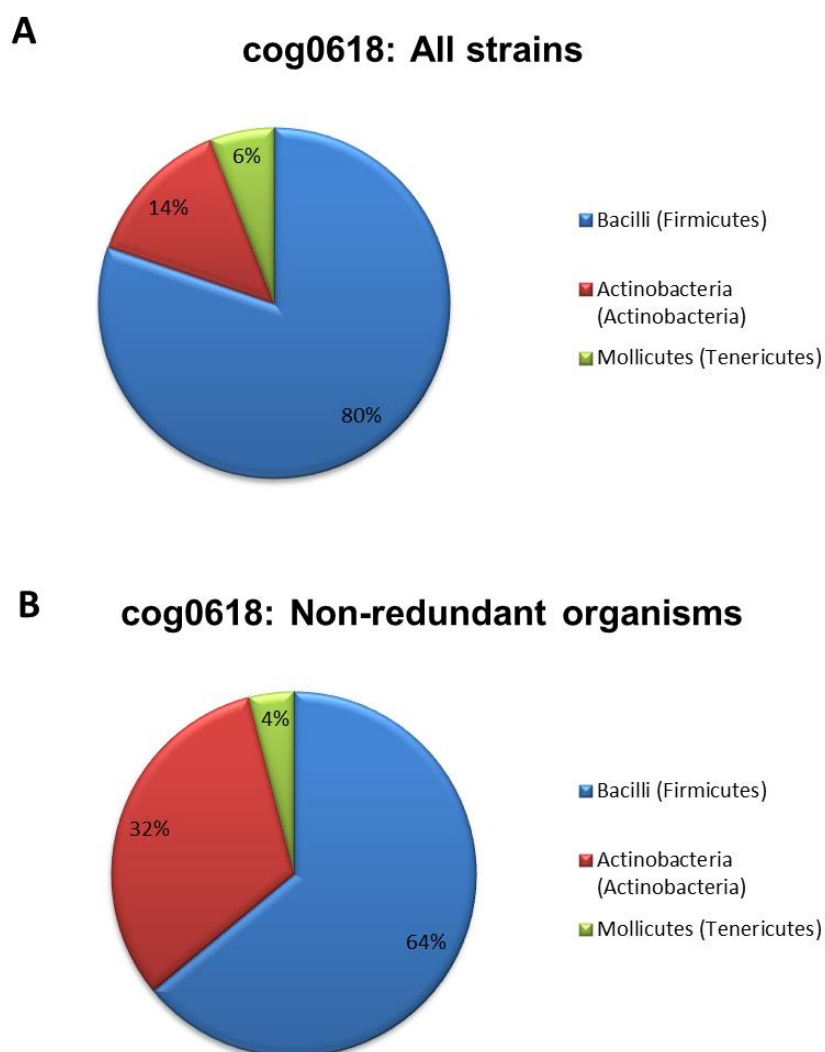 A
cog0618: All strains
6%
14%
80%
Bacilli (Firmicutes)
Actinobacteria
(Actinobacteria)
Mollicutes (Tenericutes)
B
cog0618: Non-redundant organisms
4%
32%
64%
Bacilli (Firmicutes)
Actinobacteria
(Actinobacteria)
Mollicutes (Tenericutes)